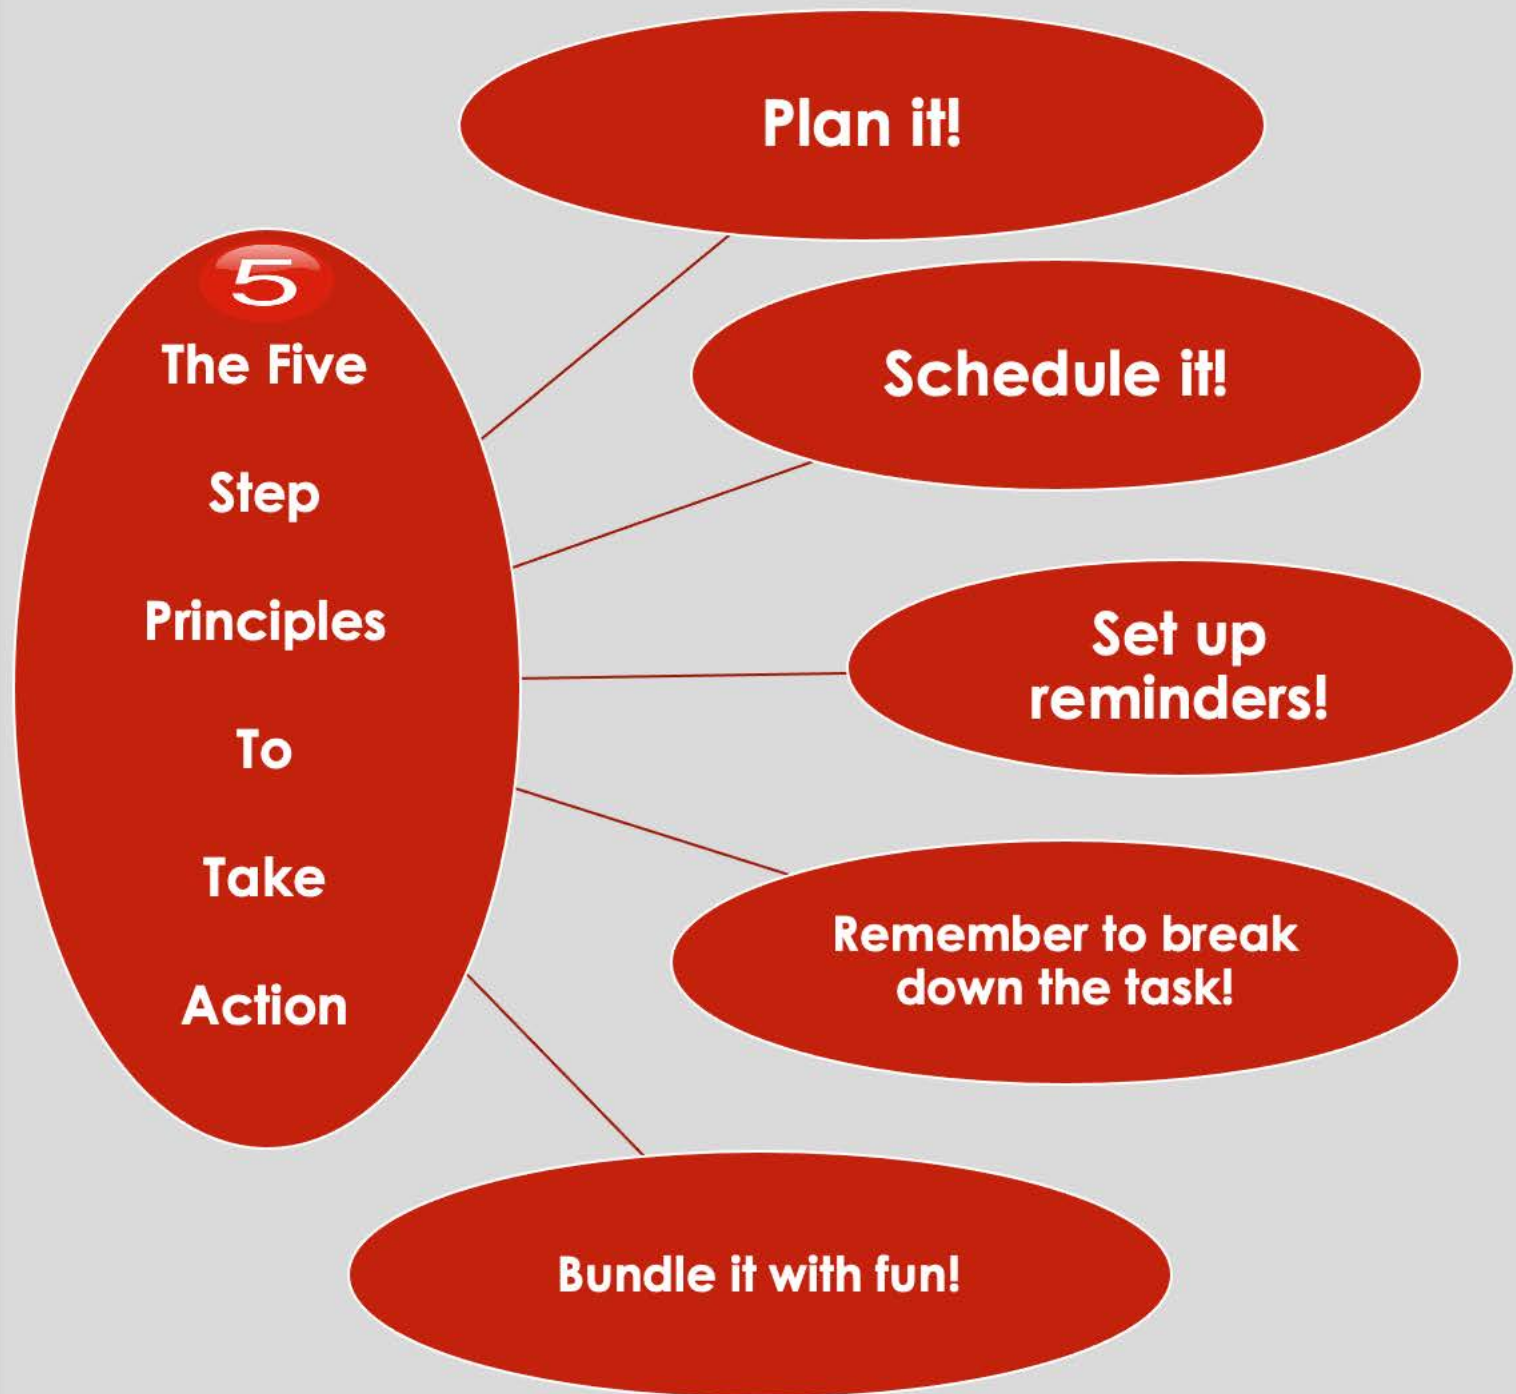 5
The Five
Step
Principles
To
Take
Action
Plan it!
Schedule it!
Set up
reminders!
Remember to break
down the task!
Bundle it with fun!